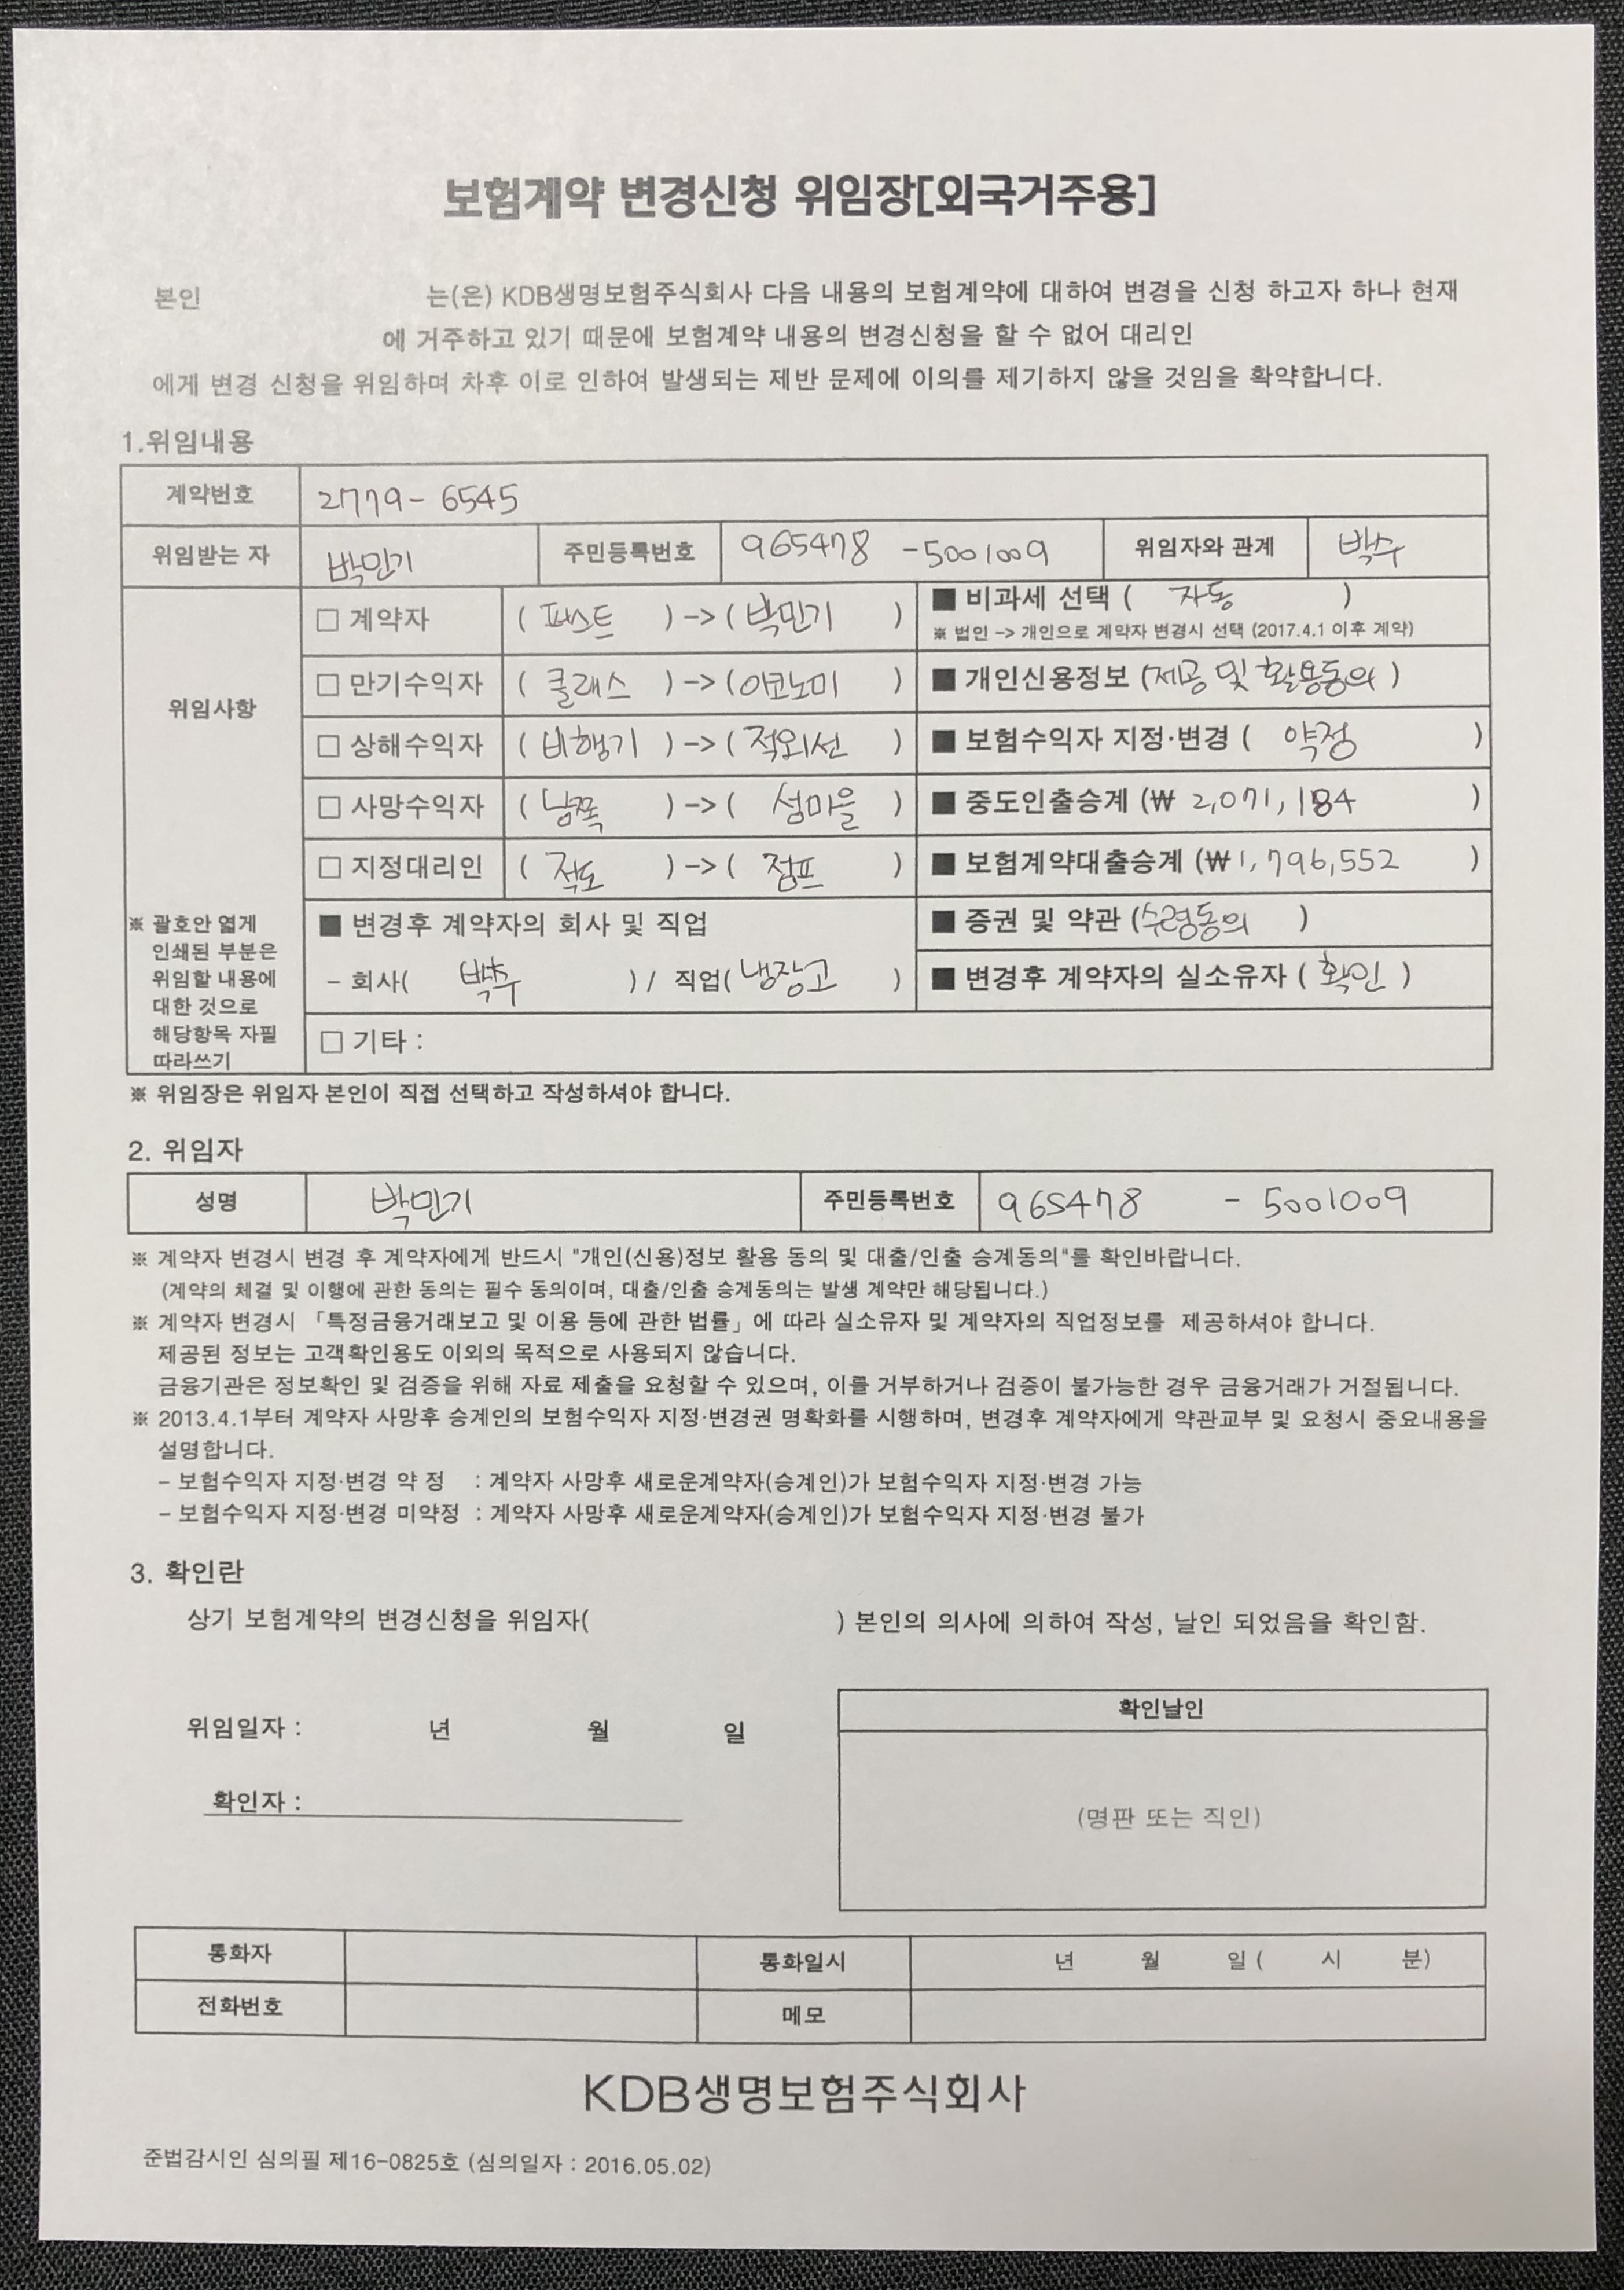 보험계약 변경신청 위임장[외국거주용]
본인 는(은) KDB생명보험주식회사 다음 내용의 보험계약에 대하여 변경을 신청 하고자 하나 현재
에 거주하고 있기 때문에 보험계약 내용의 변경신청을 할 수 없어 대리인
에게 변경 신청을 위임하며 차후 이로 인하여 발생되는 제반 문제에 이의를 제기하지 않을 것임을 확약합니다.
1.위임내용
계약번호 2779-6545
위임받는 자 박민기 주민등록번호 965478 -5001009 위임자와 관계 박수
위임사항
□ 계약자 ( 퍼스트 ) -> ( 박민기 ) ■ 비과세 선택 ( 자동 )
※ 법인 -> 개인으로 계약자 변경시 선택 (2017.4.1 이후 계약)
□ 만기수익자 ( 클래스 ) -> ( 이코노미 ) ■ 개인신용정보 (제공 및 활용동의 )
□ 상해수익자 ( 비행기 ) -> ( 적외선 ) ■ 보험수익자 지정·변경 ( 약정 )
□ 사망수익자 ( 남쪽 ) -> ( 섬마을 ) ■ 중도인출승계 (₩ 2,071,184 )
□ 지정대리인 ( 적도 ) -> ( 점프 ) ■ 보험계약대출승계 (₩ 1,796,552 )
※ 괄호안 엷게
인쇄된 부분은
위임할 내용에
대한 것으로
해당항목 자필
따라쓰기
■ 변경후 계약자의 회사 및 직업 ■ 증권 및 약관 (수령동의 )
- 회사( 백수 ) / 직업( 냉장고 ) ■ 변경후 계약자의 실소유자 ( 확인 )
□ 기타 :
※ 위임장은 위임자 본인이 직접 선택하고 작성하셔야 합니다.
2. 위임자
성명 박민기 주민등록번호 965478 - 5001009
※ 계약자 변경시 변경 후 계약자에게 반드시 "개인(신용)정보 활용 동의 및 대출/인출 승계동의"를 확인바랍니다.
(계약의 체결 및 이행에 관한 동의는 필수 동의이며, 대출/인출 승계동의는 발생 계약만 해당됩니다.)
※ 계약자 변경시 「특정금융거래보고 및 이용 등에 관한 법률」에 따라 실소유자 및 계약자의 직업정보를 제공하셔야 합니다.
제공된 정보는 고객확인용도 이외의 목적으로 사용되지 않습니다.
금융기관은 정보확인 및 검증을 위해 자료 제출을 요청할 수 있으며, 이를 거부하거나 검증이 불가능한 경우 금융거래가 거절됩니다.
※ 2013.4.1부터 계약자 사망후 승계인의 보험수익자 지정·변경권 명확화를 시행하며, 변경후 계약자에게 약관교부 및 요청시 중요내용을
설명합니다.
- 보험수익자 지정·변경 약 정 : 계약자 사망후 새로운계약자(승계인)가 보험수익자 지정·변경 가능
- 보험수익자 지정·변경 미약정 : 계약자 사망후 새로운계약자(승계인)가 보험수익자 지정·변경 불가
3. 확인란
상기 보험계약의 변경신청을 위임자( ) 본인의 의사에 의하여 작성, 날인 되었음을 확인함.
위임일자 : 년 월 일
확인자 :
확인날인
(명판 또는 직인)
통화자 통화일시 년 월 일 ( 시 분)
전화번호 메모
KDB생명보험주식회사
준법감시인 심의필 제16-0825호 (심의일자 : 2016.05.02)